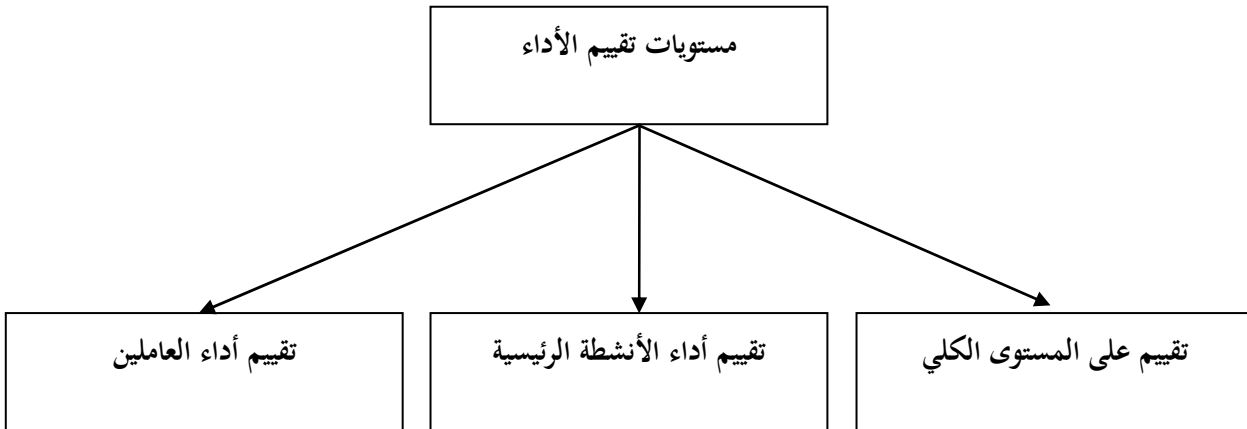 مستويات تقييم الأداء
تقييم على المستوى الكلي
تقييم أداء الأنشطة الرئيسية
تقييم أداء العاملين